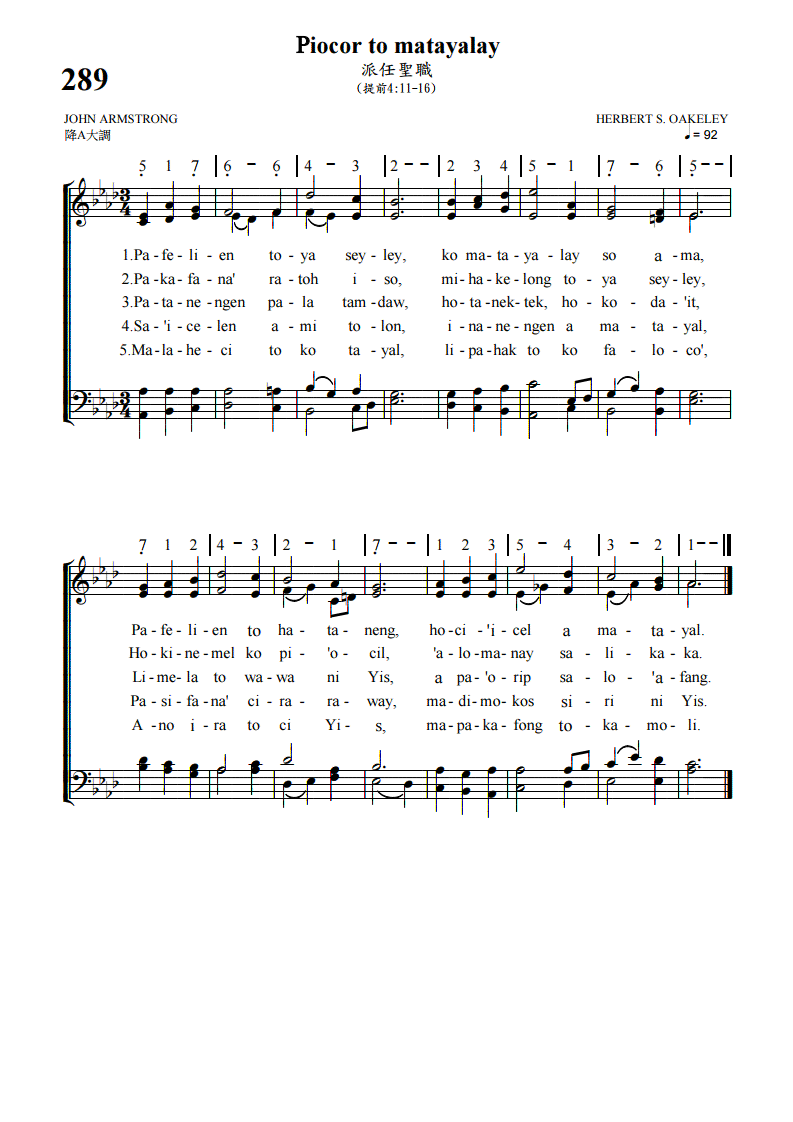 Piocor to matayalay
289
派任聖職
(提前4:11-16)
JOHN ARMSTRONG
HERBERT S. OAKELEY
降A大調
♩= 92
5 1 7 | 6 - 6 | 4 - 3 | 2 - - | 2 3 4 | 5 - 1 | 7 - 6 | 5 - - |
1.Pa- fe- li- en to- ya sey- ley, ko ma- ta- ya- lay so a- ma,
2.Pa- ka- fa- na' ra- toh i- so, mi- ha- ke- long to- ya sey- ley,
3.Pa- ta- ne- ngen pa- la tam- daw, ho- ta- nek- tek, ho- ko- da- 'it,
4.Sa- 'i- ce- len a- mi to- lon, i- na- ne- ngen a ma- ta- yal,
5.Ma- la- he- ci to ko ta- yal, li- pa- hak to ko fa- lo- co',
7 1 2 | 4 - 3 | 2 - 1 | 7 - - | 1 2 3 | 5 - 4 | 3 - 2 | 1 - - ||
Pa- fe- li- en to ha- ta- neng, ho- ci- 'i- cel a ma- ta- yal.
Ho- ki- ne- mel ko pi- 'o- cil, 'a- lo- ma- nay sa- li- ka- ka.
Li- me- la to wa- wa ni Yis, a pa- 'o- rip sa- lo- 'a- fang.
Pa- si- fa- na' ci- ra- ra- way, ma- di- mo- kos si- ri ni Yis.
A- no i- ra to ci Yi- s, ma- pa- ka- fong to- ka- mo- li.